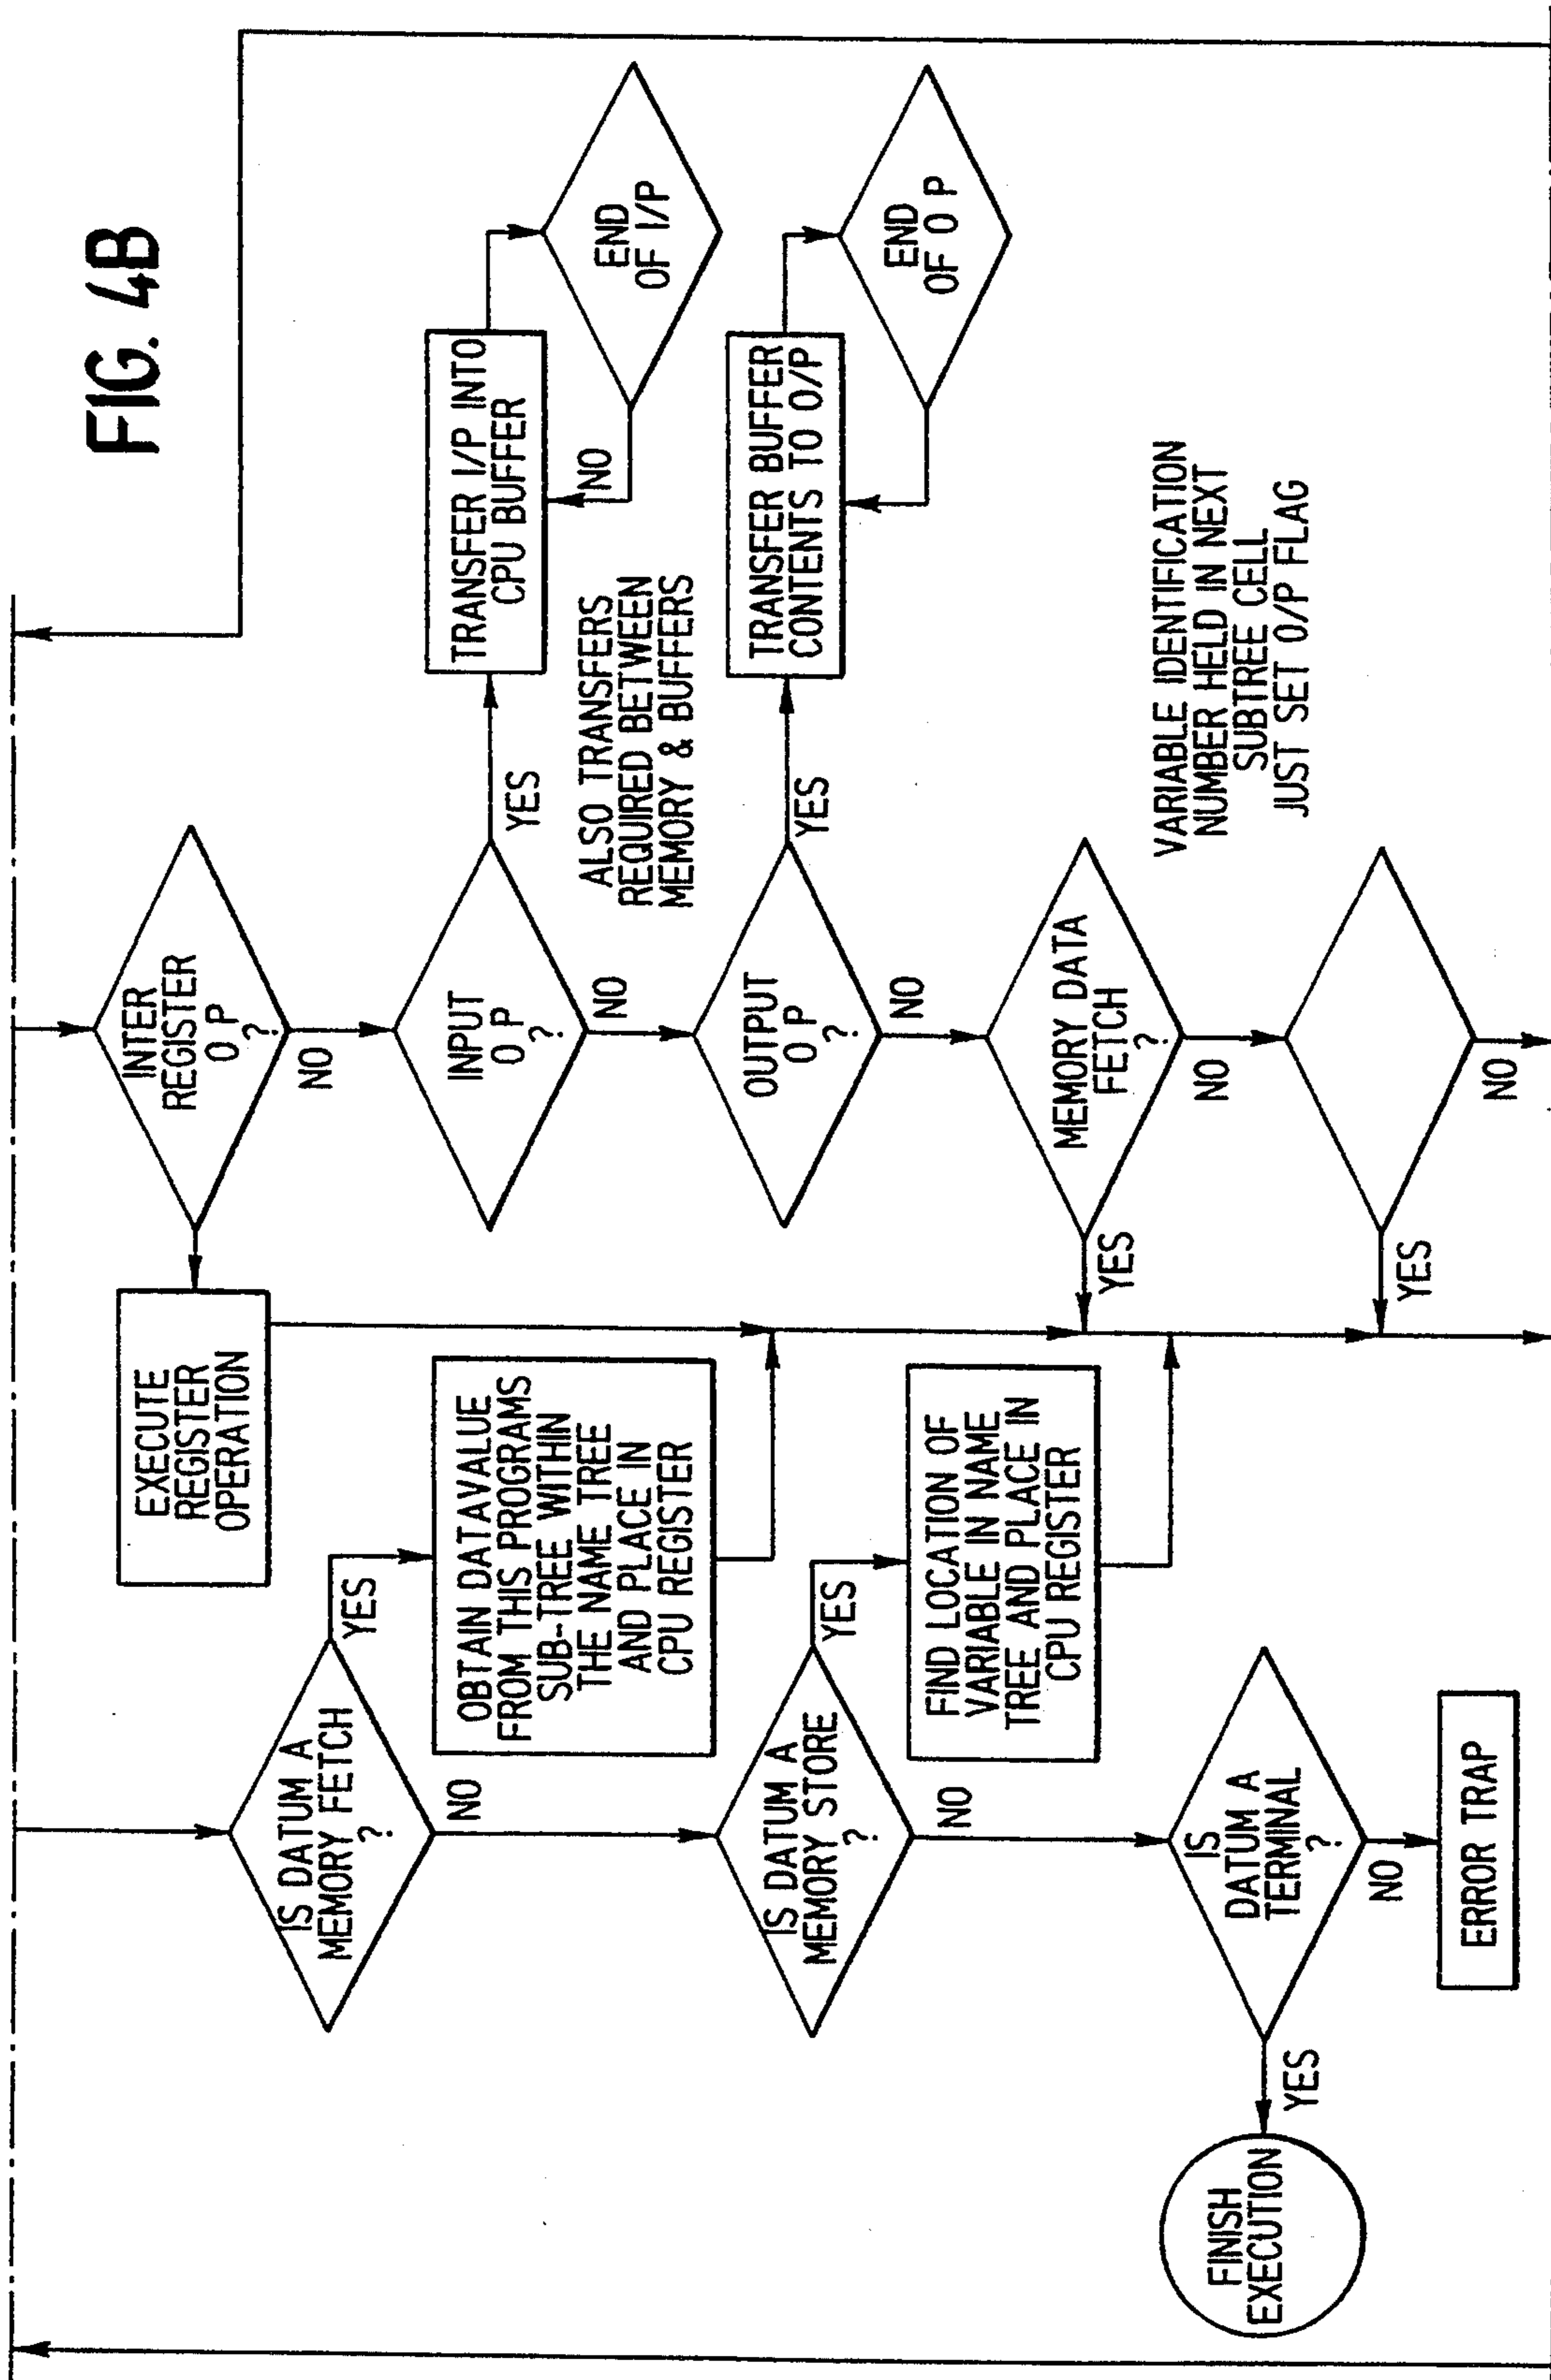 FIG. 4B
INTER
REGISTER
O P
?
NO
EXECUTE
REGISTER
OPERATION
INPUT
O P
?
YES
NO
TRANSFER I/P INTO
CPU BUFFER
NO
END
OF I/P
ALSO TRANSFERS
REQUIRED BETWEEN
MEMORY & BUFFERS
OUTPUT
O P
?
YES
NO
TRANSFER BUFFER
CONTENTS TO O/P
END
OF O P
MEMORY DATA
FETCH
?
YES
NO
VARIABLE IDENTIFICATION
NUMBER HELD IN NEXT
SUBTREE CELL
JUST SET O/P FLAG
YES
NO
IS DATUM A
MEMORY FETCH
?
YES
NO
OBTAIN DATAVALUE
FROM THIS PROGRAMS
SUB-TREE WITHIN
THE NAME TREE
AND PLACE IN
CPU REGISTER
IS DATUM A
MEMORY STORE
?
YES
NO
FIND LOCATION OF
VARIABLE IN NAME
TREE AND PLACE IN
CPU REGISTER
IS
DATUM A
TERMINAL
?
YES
NO
FINISH
EXECUTION
ERROR TRAP